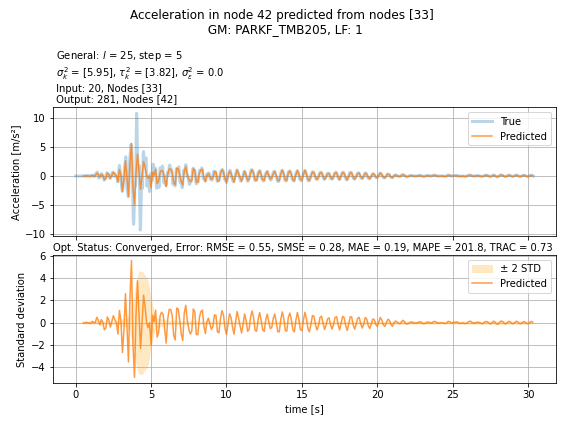 Acceleration in node 42 predicted from nodes [33]
GM: PARKF_TMB205, LF: 1
General: l = 25, step = 5
σ²ₖ = [5.95], τ²ₖ = [3.82], σ²ε = 0.0
Input: 20, Nodes [33]
Output: 281, Nodes [42]
Acceleration [m/s²]
10
5
0
−5
−10
True
Predicted
Opt. Status: Converged, Error: RMSE = 0.55, SMSE = 0.28, MAE = 0.19, MAPE = 201.8, TRAC = 0.73
Standard deviation
6
4
2
0
−2
−4
± 2 STD
Predicted
0 5 10 15 20 25 30
time [s]